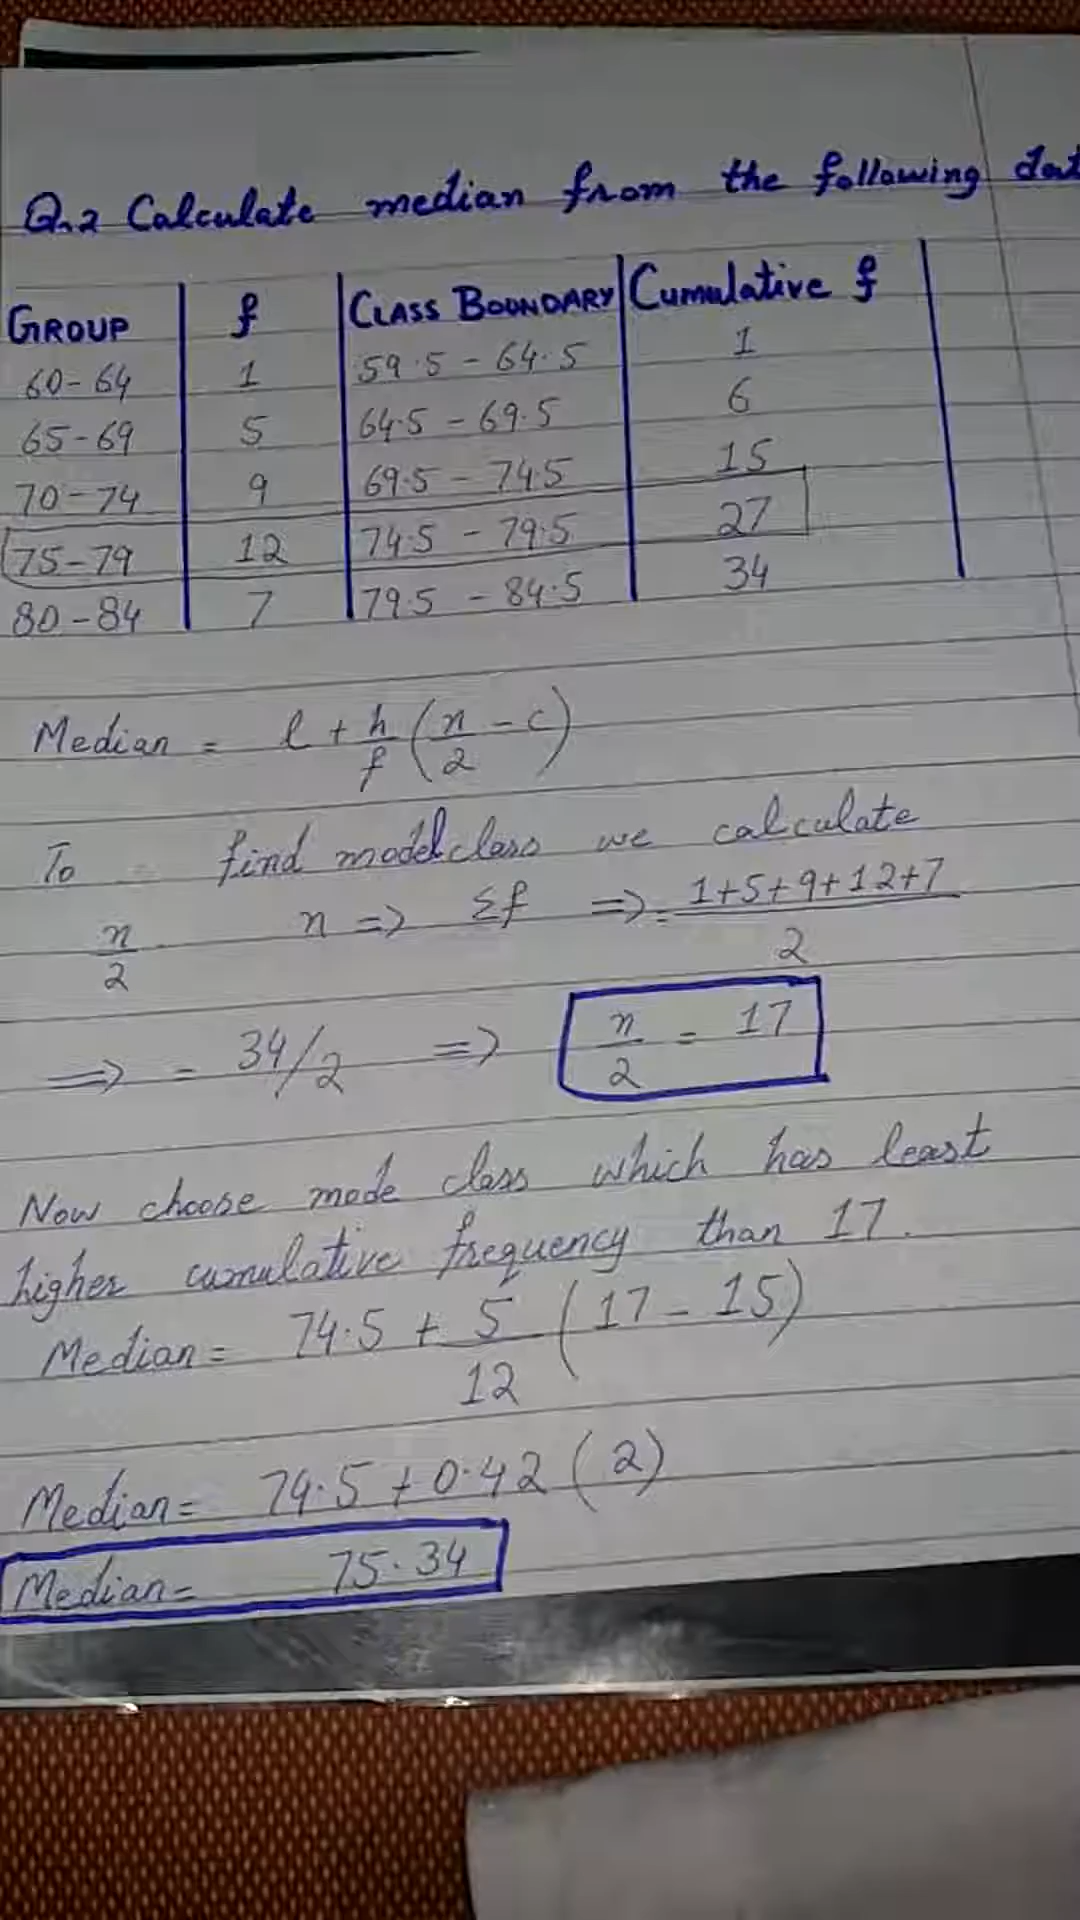 Q.2 Calculate median from the following dat
GROUP f CLASS BOUNDARY Cumulative f
60-64 1 59.5 - 64.5 1
65-69 5 64.5 - 69.5 6
70-74 9 69.5 - 74.5 15
75-79 12 74.5 - 79.5 27
80-84 7 79.5 - 84.5 34
Median = l + h/f (n/2 - c)
To find model class we calculate
n/2 n => Σf => = 1+5+9+12+7/2
=> = 34/2 => n/2 = 17
Now choose mode class which has least
higher cumulative frequency than 17.
Median = 74.5 + 5/12 (17 - 15)
Median = 74.5 + 0.42 (2)
Median = 75.34